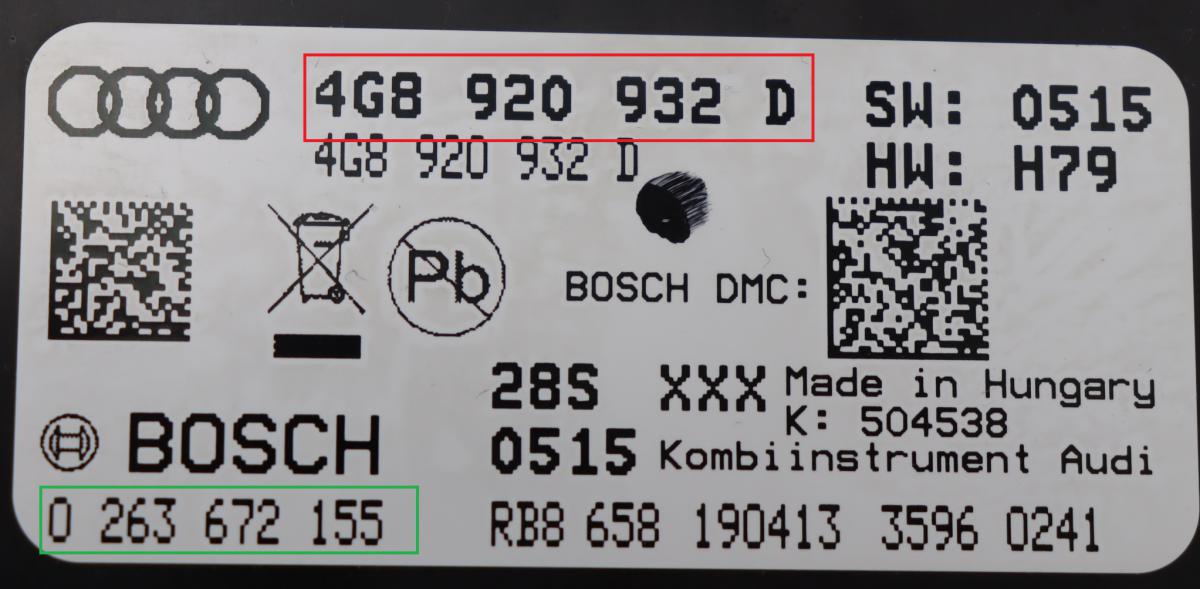 4G8 920 932 D
SW: 0515
4G8 920 932 D
HW: H79
Pb
BOSCH DMC:
28S XXX
Made in Hungary
K: 504538
BOSCH
0515
Kombiinstrument Audi
0 263 672 155
RB8 658 190413 3596 0241